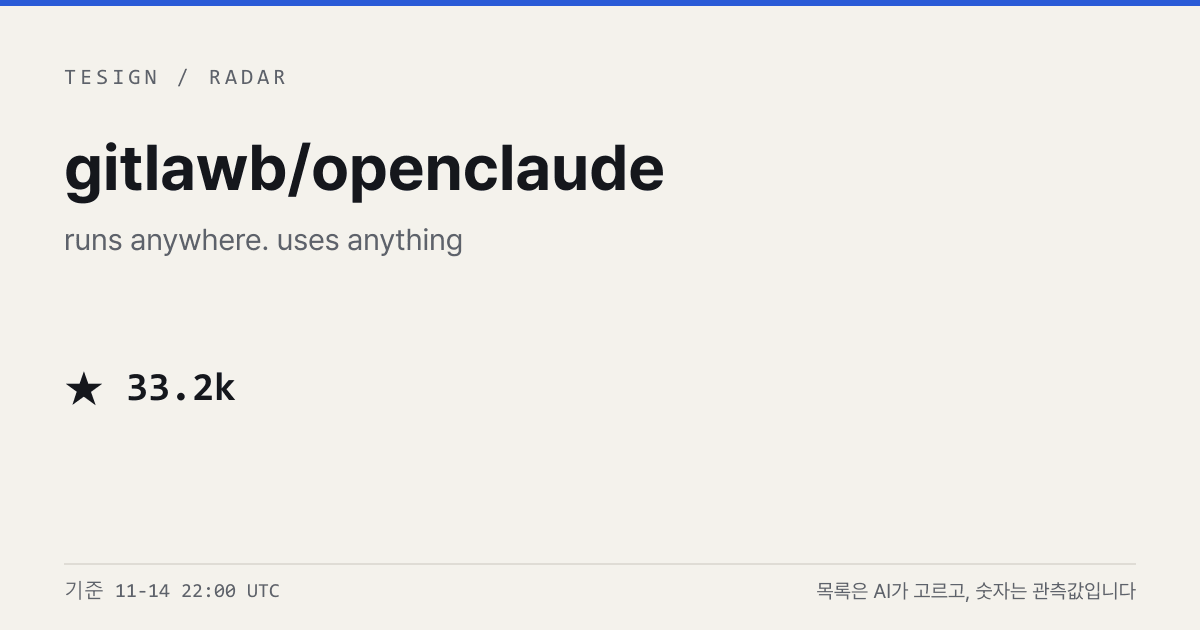 TESIGN / RADAR
gitlawb/openclaude
runs anywhere. uses anything
★ 33.2k
기준 11-14 22:00 UTC
목록은 AI가 고르고, 숫자는 관측값입니다